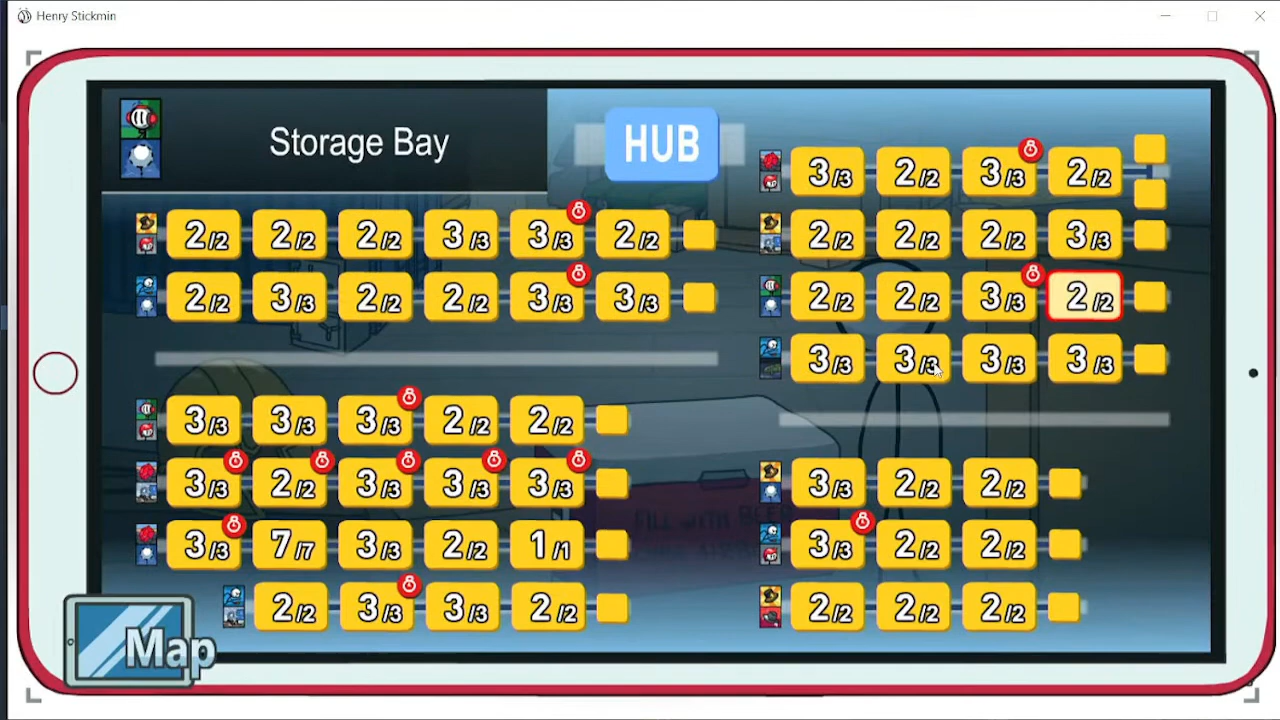 Henry Stickmin
Storage Bay
HUB
3/3 2/2 3/3 2/2
2/2 2/2 2/2 3/3 3/3 2/2
2/2 2/2 2/2 3/3
2/2 3/3 2/2 2/2 3/3 3/3
2/2 2/2 3/3 2/2
3/3 3/3 3/3 3/3
3/3 3/3 3/3 2/2 2/2
3/3 2/2 3/3 3/3 3/3
3/3 2/2 2/2
FILL WITH BEER
3/3 7/7 3/3 2/2 1/1
3/3 2/2 2/2
2/2 3/3 3/3 2/2
2/2 2/2 2/2
Map